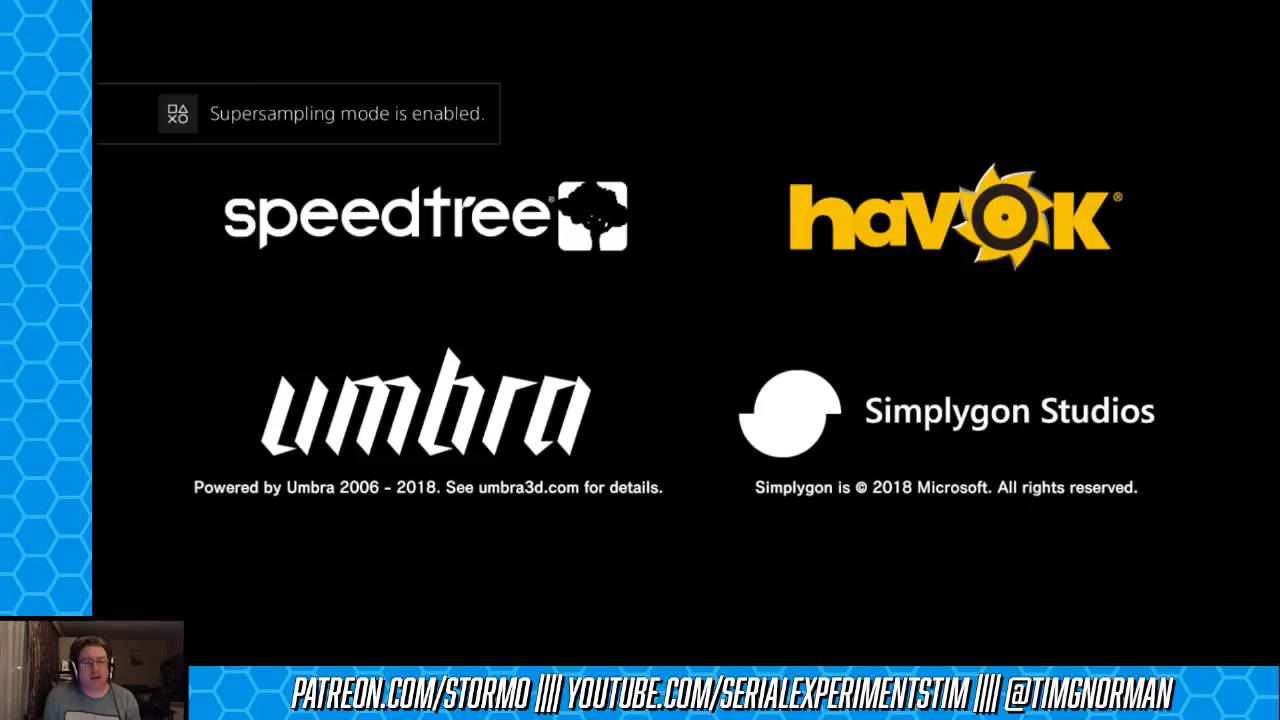 Supersampling mode is enabled.
speedtree®
havok®
umbra
Simplygon Studios
Powered by Umbra 2006 - 2018. See umbra3d.com for details.
Simplygon is © 2018 Microsoft. All rights reserved.
PATREON.COM/STORMO |||| YOUTUBE.COM/SERIALEXPERIMENTSTIM |||| @TIMGNORMAN